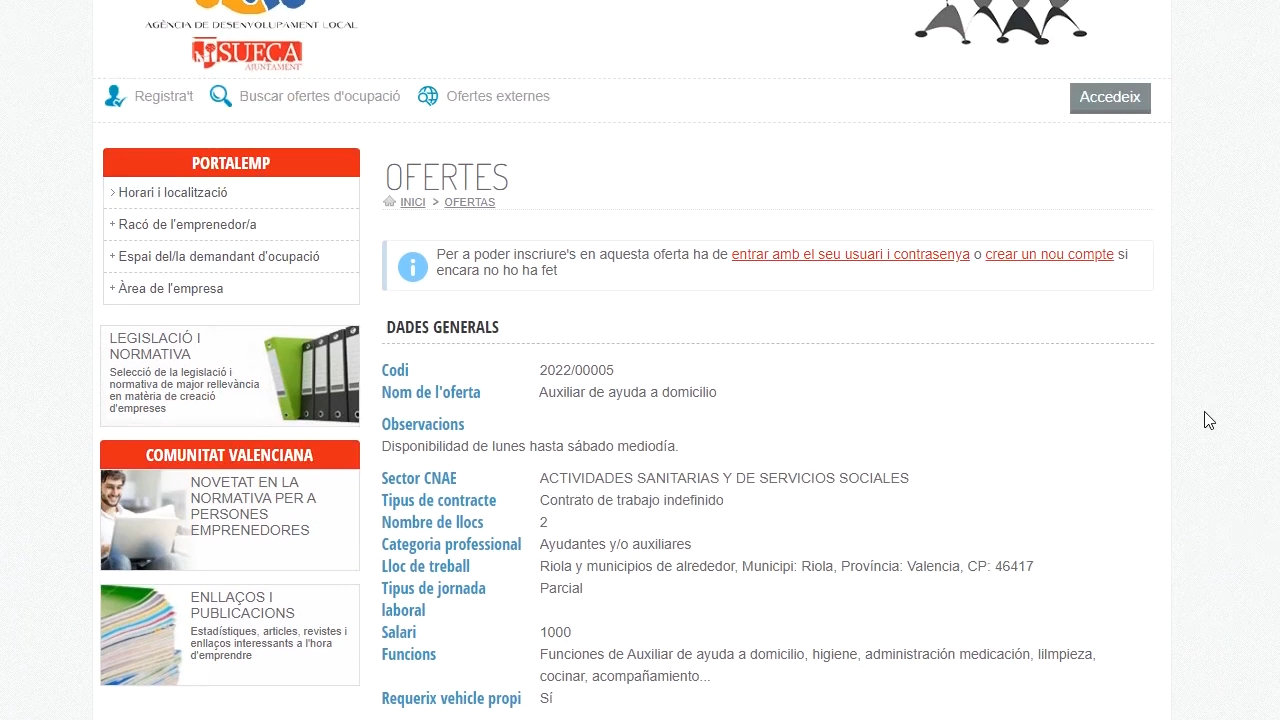 AGÈNCIA DE DESENVOLUPAMENT LOCAL
SUECA
AJUNTAMENT
Registra't
Buscar ofertes d'ocupació
Ofertes externes
Accedeix
PORTALEMP
Horari i localització
Racó de l'emprenedor/a
Espai del/la demandant d'ocupació
Àrea de l'empresa
LEGISLACIÓ I
NORMATIVA
Selecció de la legislació i
normativa de major rellevància
en matèria de creació
d'empreses
COMUNITAT VALENCIANA
NOVETAT EN LA
NORMATIVA PER A
PERSONES
EMPRENEDORES
ENLLAÇOS I
PUBLICACIONS
Estadístiques, articles, revistes i
enllaços interessants a l'hora
d'emprendre
OFERTES
INICI > OFERTAS
Per a poder inscriure's en aquesta oferta ha de entrar amb el seu usuari i contrasenya o crear un nou compte si
encara no ho ha fet
DADES GENERALS
Codi 2022/00005
Nom de l'oferta Auxiliar de ayuda a domicilio
Observacions
Disponibilidad de lunes hasta sábado mediodía.
Sector CNAE ACTIVIDADES SANITARIAS Y DE SERVICIOS SOCIALES
Tipus de contracte Contrato de trabajo indefinido
Nombre de llocs 2
Categoria professional Ayudantes y/o auxiliares
Lloc de treball Riola y municipios de alrededor, Municipi: Riola, Província: Valencia, CP: 46417
Tipus de jornada Parcial
laboral
Salari 1000
Funcions Funciones de Auxiliar de ayuda a domicilio, higiene, administración medicación, lilmpieza,
cocinar, acompañamiento...
Requerix vehicle propi Sí